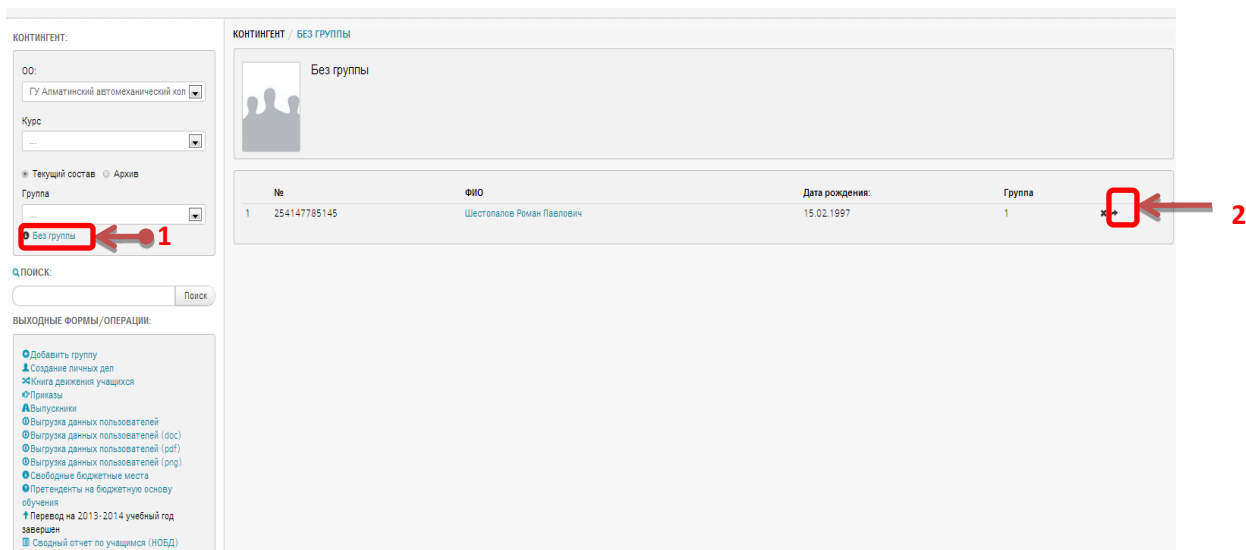 КОНТИНГЕНТ:
ОО:
ГУ Алматинский автомеханический кол
Курс
...
Текущий состав Архив
Группа
...
Без группы
1
ПОИСК:
Поиск
ВЫХОДНЫЕ ФОРМЫ/ОПЕРАЦИИ:
Добавить группу
Создание личных дел
Книга движения учащихся
Приказы
Выпускники
Выгрузка данных пользователей
Выгрузка данных пользователей (doc)
Выгрузка данных пользователей (pdf)
Выгрузка данных пользователей (png)
Свободные бюджетные места
Претенденты на бюджетную основу
обучения
Перевод на 2013-2014 учебный год
завершен
Сводный отчет по учащимся (НОБД)
КОНТИНГЕНТ / БЕЗ ГРУППЫ
Без группы
№ ФИО Дата рождения: Группа
1 254147785145 Шестопалов Роман Павлович 15.02.1997 1
2